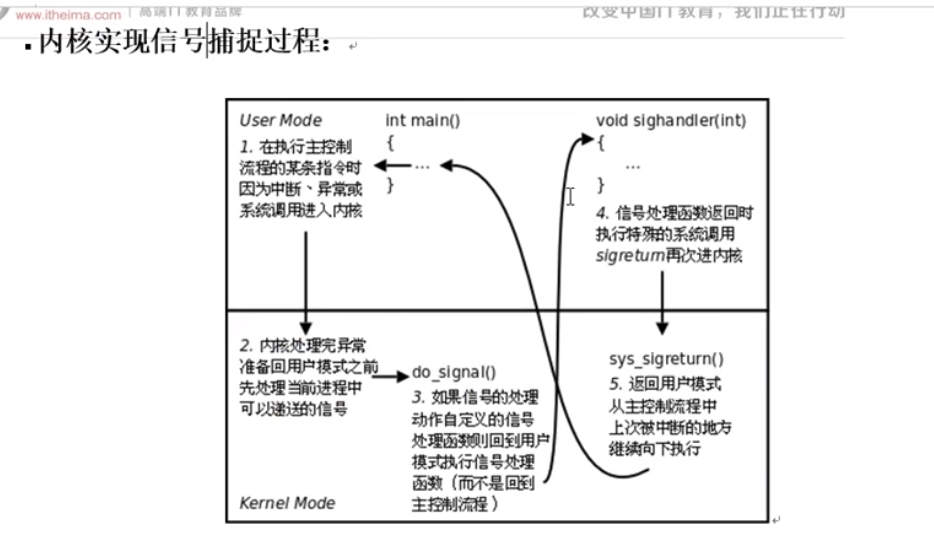 www.itheima.com
高端IT教育品牌
改变中国IT教育，我们正在行动
内核实现信号捕捉过程：
User Mode
1. 在执行主控制
流程的某条指令时
因为中断、异常或
系统调用进入内核
int main()
{
...
}
void sighandler(int)
{
...
}
4. 信号处理函数返回时
执行特殊的系统调用
sigreturn再次进内核
2. 内核处理完异常
准备回用户模式之前
先处理当前进程中
可以递送的信号
do_signal()
3. 如果信号的处理
动作自定义的信号
处理函数则回到用户
模式执行信号处理
函数（而不是回到
主控制流程）
sys_sigreturn()
5. 返回用户模式
从主控制流程中
上次被中断的地方
继续向下执行
Kernel Mode